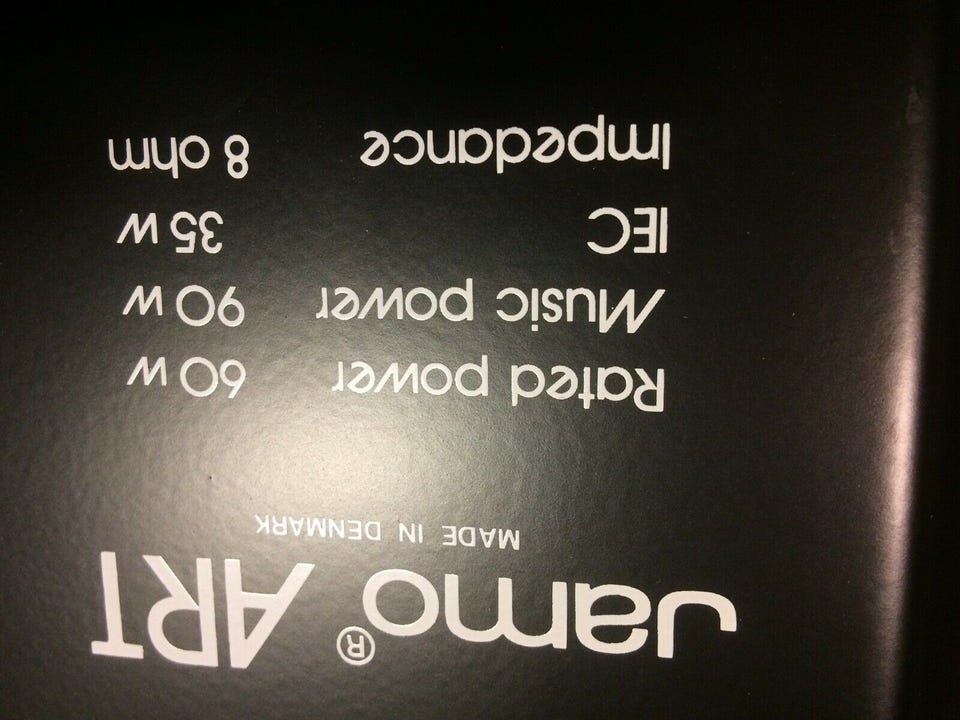 Jamo® ART
MADE IN DENMARK
Rated power 60 w
Music power 90 w
IEC 35 w
Impedance 8 ohm